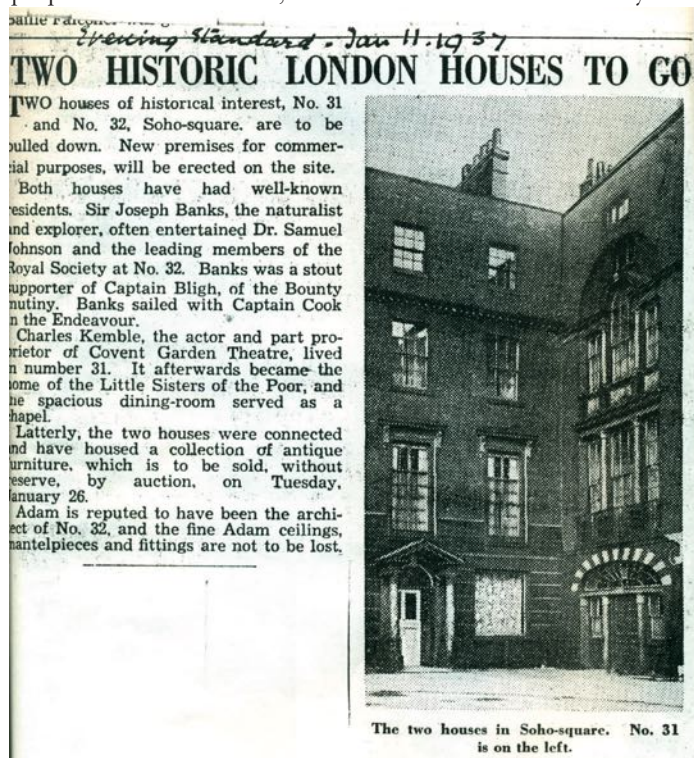 Evening Standard. Jan 11. 1937
TWO HISTORIC LONDON HOUSES TO GO
TWO houses of historical interest, No. 31
and No. 32, Soho-square, are to be
pulled down. New premises for commer-
cial purposes, will be erected on the site.
Both houses have had well-known
residents. Sir Joseph Banks, the naturalist
and explorer, often entertained Dr. Samuel
Johnson and the leading members of the
Royal Society at No. 32. Banks was a stout
supporter of Captain Bligh, of the Bounty
mutiny. Banks sailed with Captain Cook
in the Endeavour.
Charles Kemble, the actor and part pro-
prietor of Covent Garden Theatre, lived
in number 31. It afterwards became the
home of the Little Sisters of the Poor, and
the spacious dining-room served as a
chapel.
Latterly, the two houses were connected
and have housed a collection of antique
furniture, which is to be sold, without
reserve, by auction, on Tuesday,
January 26.
Adam is reputed to have been the archi-
tect of No. 32, and the fine Adam ceilings,
mantelpieces and fittings are not to be lost.
The two houses in Soho-square. No. 31
is on the left.